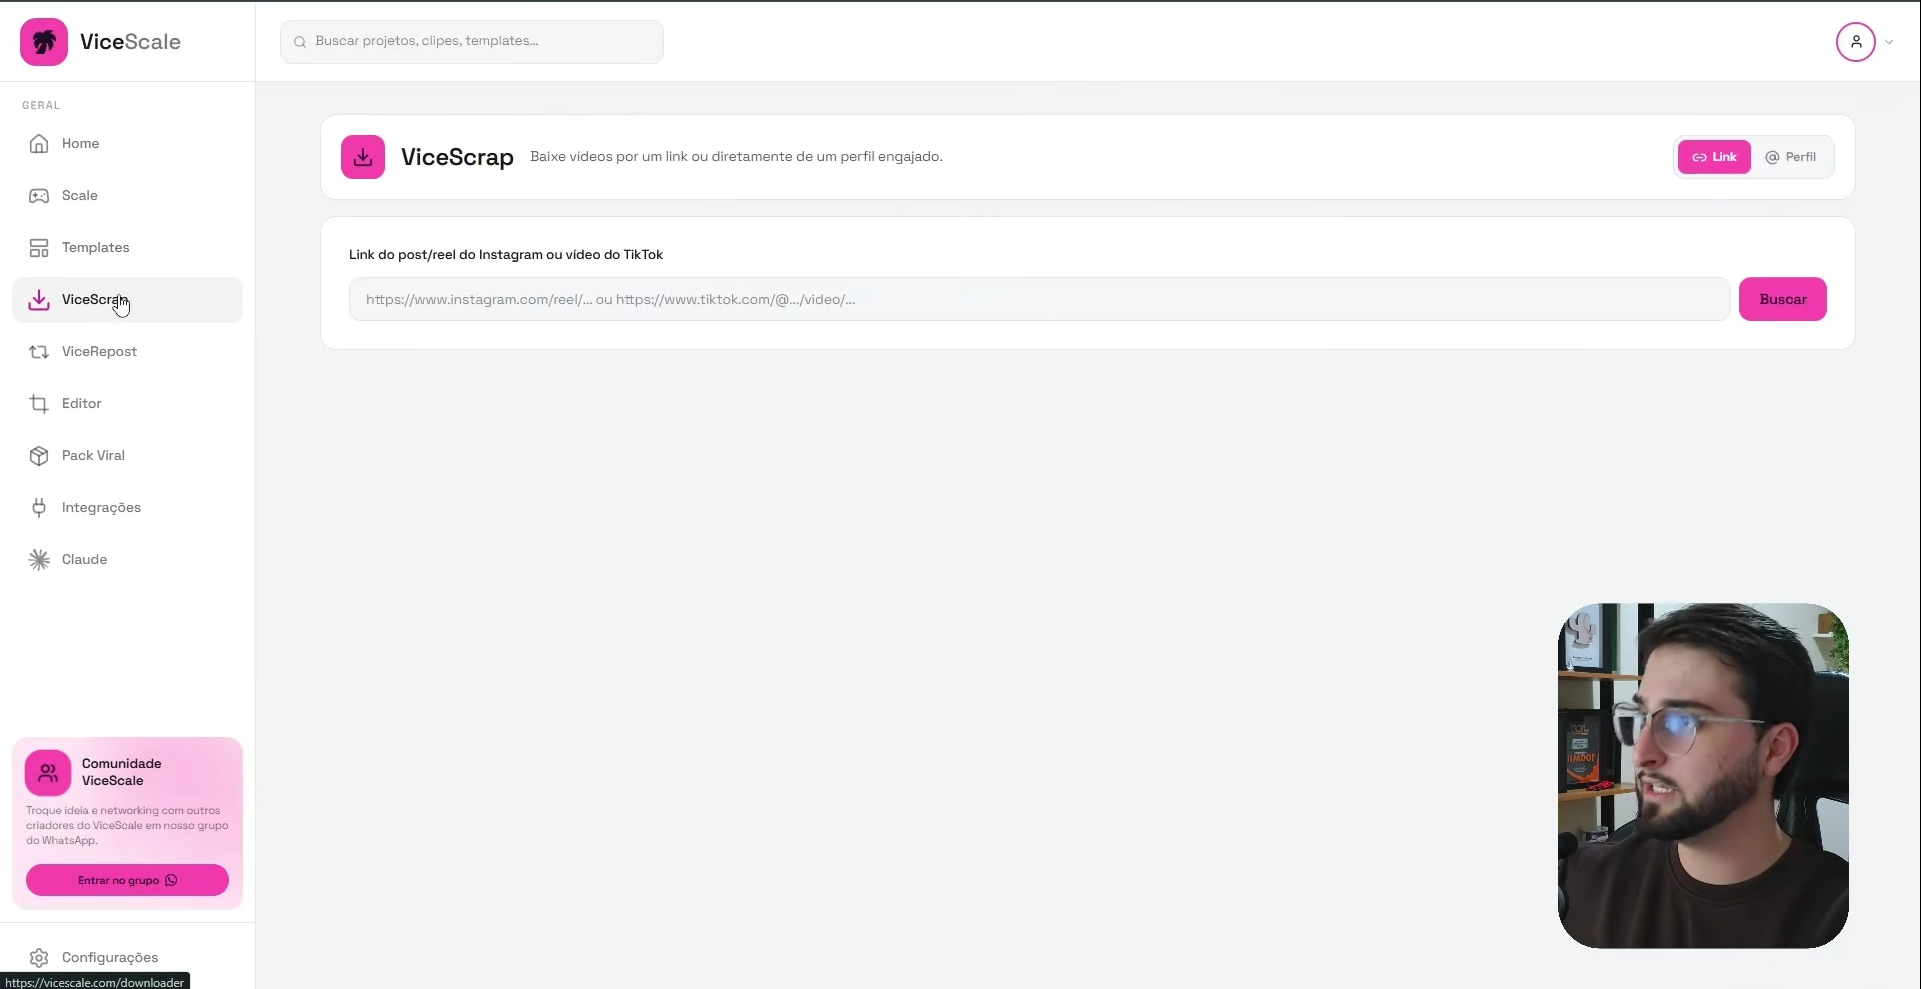 ViceScale
Buscar projetos, clipes, templates...
GERAL
Home
Scale
Templates
ViceScrap
ViceRepost
Editor
Pack Viral
Integrações
Claude
ViceScrap
Baixe vídeos por um link ou diretamente de um perfil engajado.
Link
Perfil
Link do post/reel do Instagram ou vídeo do TikTok
https://www.instagram.com/reel/... ou https://www.tiktok.com/@.../video/...
Buscar
Comunidade
ViceScale
Troque ideia e networking com outros
criadores do ViceScale em nosso grupo
do WhatsApp.
Entrar no grupo
Configurações
https://vicescale.com/downloader